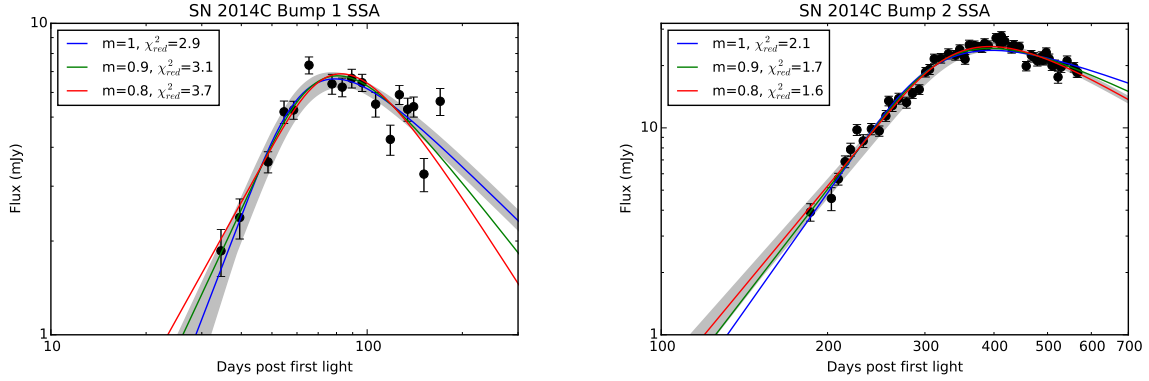 SN 2014C Bump 1 SSA
m=1, χ²red=2.9
m=0.9, χ²red=3.1
m=0.8, χ²red=3.7
10
1
Flux (mJy)
10
100
Days post first light
SN 2014C Bump 2 SSA
m=1, χ²red=2.1
m=0.9, χ²red=1.7
m=0.8, χ²red=1.6
10
1
Flux (mJy)
100
200
300
400
500
600
700
Days post first light